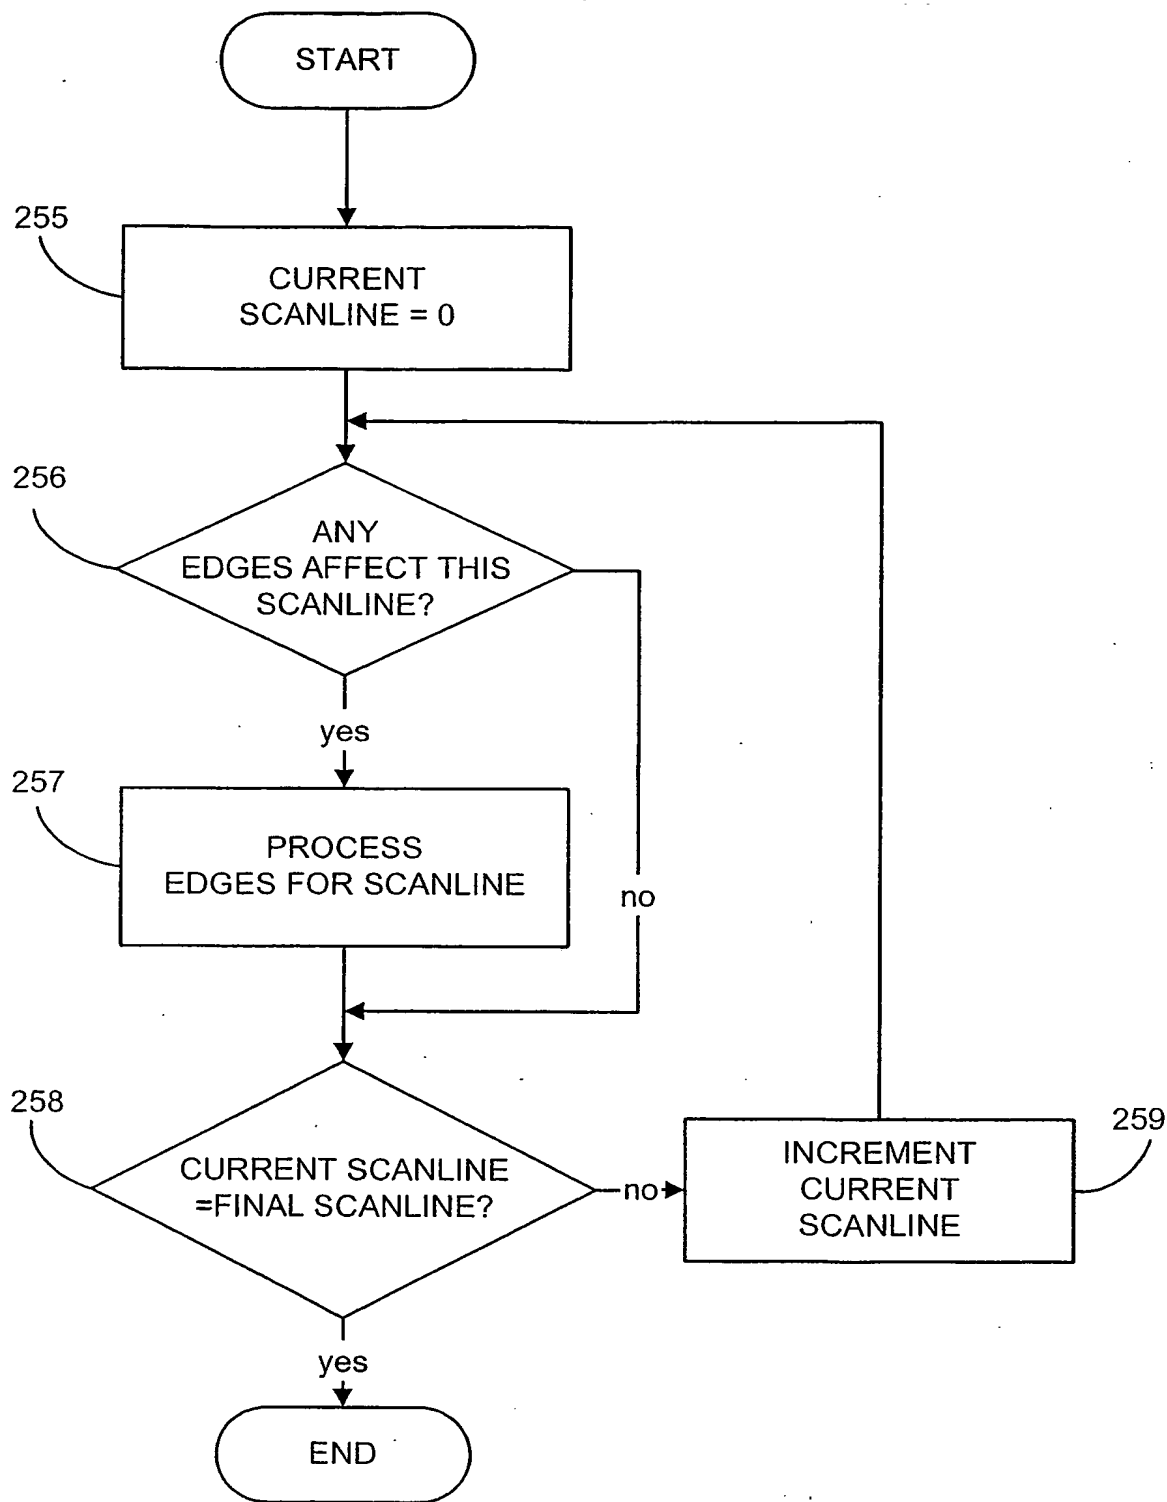 START
255
CURRENT
SCANLINE = 0
256
ANY
EDGES AFFECT THIS
SCANLINE?
yes
257
PROCESS
EDGES FOR SCANLINE
no
258
CURRENT SCANLINE
=FINAL SCANLINE?
no
259
INCREMENT
CURRENT
SCANLINE
yes
END